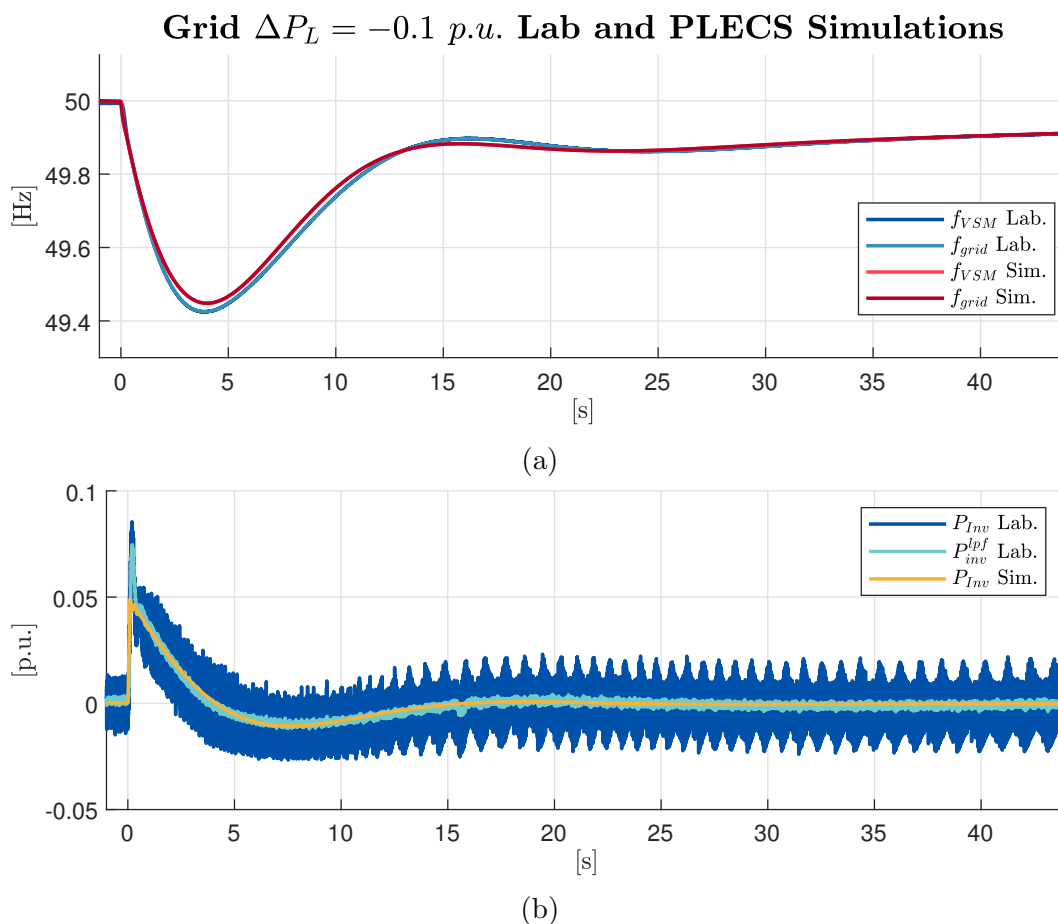 Grid ΔP_L = −0.1 p.u. Lab and PLECS Simulations
50
49.8
49.6
49.4
[Hz]
f_VSM Lab.
f_grid Lab.
f_VSM Sim.
f_grid Sim.
0 5 10 15 20 25 30 35 40
[s]
(a)
0.1
0.05
0
-0.05
[p.u.]
P_Inv Lab.
P_inv^lpf Lab.
P_Inv Sim.
0 5 10 15 20 25 30 35 40
[s]
(b)